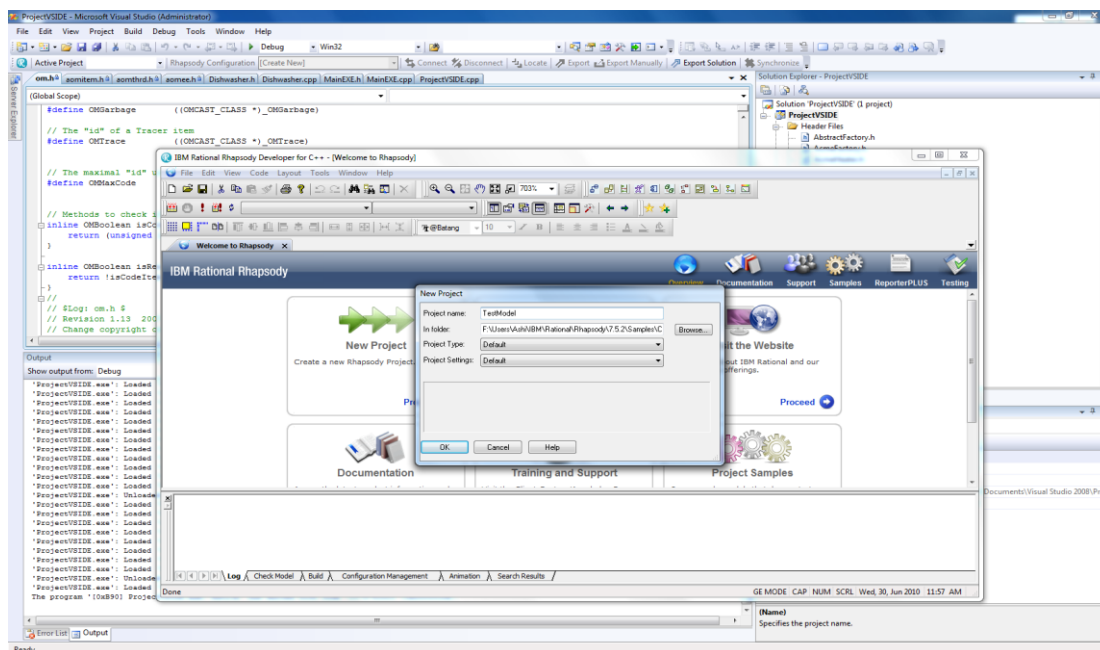 ProjectVSIDE - Microsoft Visual Studio (Administrator)
File Edit View Project Build Debug Tools Window Help
Debug Win32
Active Project Rhapsody Configuration [Create New] Connect Disconnect Locate Export Export Manually Export Solution Synchronize
om.h aomitem.h aomthrd.h aomee.h Dishwasher.h Dishwasher.cpp MainEXE.h MainEXE.cpp ProjectVSIDE.cpp
Solution Explorer - ProjectVSIDE
Server Explorer
(Global Scope)
#define OMGarbage ((OMCAST_CLASS *)_OMGarbage)
// The "id" of a Tracer item
#define OMTrace ((OMCAST_CLASS *)_OMTrace)
// The maximal "id"
#define OMMaxCode
// Methods to check
inline OMBoolean isCo
return (unsigned
}
inline OMBoolean isRe
return !isCodeIte
}
//
// $Log: om.h $
// Revision 1.13 200
// Change copyright
Solution 'ProjectVSIDE' (1 project)
ProjectVSIDE
Header Files
AbstractFactory.h
IBM Rational Rhapsody Developer for C++ - [Welcome to Rhapsody]
File Edit View Code Layout Tools Window Help
703%
@Batang 10
Welcome to Rhapsody
IBM Rational Rhapsody
Overview Documentation Support Samples ReporterPLUS Testing
New Project
Create a new Rhapsody Project.
it the Website
out IBM Rational and our
offerings.
Proceed
Documentation
Training and Support
Project Samples
New Project
Project name: TestModel
In folder: F:\Users\Ashi\IBM\Rational\Rhapsody\7.5.2\Samples\C Browse...
Project Type: Default
Project Settings: Default
OK Cancel Help
Log Check Model Build Configuration Management Animation Search Results
Done
GE MODE CAP NUM SCRL Wed, 30, Jun 2010 11:57 AM
Output
Show output from: Debug
'ProjectVSIDE.exe': Loaded
'ProjectVSIDE.exe': Loaded
'ProjectVSIDE.exe': Loaded
'ProjectVSIDE.exe': Loaded
'ProjectVSIDE.exe': Loaded
'ProjectVSIDE.exe': Loaded
'ProjectVSIDE.exe': Loaded
'ProjectVSIDE.exe': Loaded
'ProjectVSIDE.exe': Loaded
'ProjectVSIDE.exe': Loaded
'ProjectVSIDE.exe': Loaded
'ProjectVSIDE.exe': Loaded
'ProjectVSIDE.exe': Unloade
'ProjectVSIDE.exe': Loaded
'ProjectVSIDE.exe': Loaded
'ProjectVSIDE.exe': Loaded
'ProjectVSIDE.exe': Loaded
'ProjectVSIDE.exe': Loaded
'ProjectVSIDE.exe': Loaded
'ProjectVSIDE.exe': Loaded
'ProjectVSIDE.exe': Loaded
'ProjectVSIDE.exe': Unloade
'ProjectVSIDE.exe': Loaded
The program '[0xB90] Projec
Documents\Visual Studio 2008\Pr
(Name)
Specifies the project name.
Error List Output
Ready